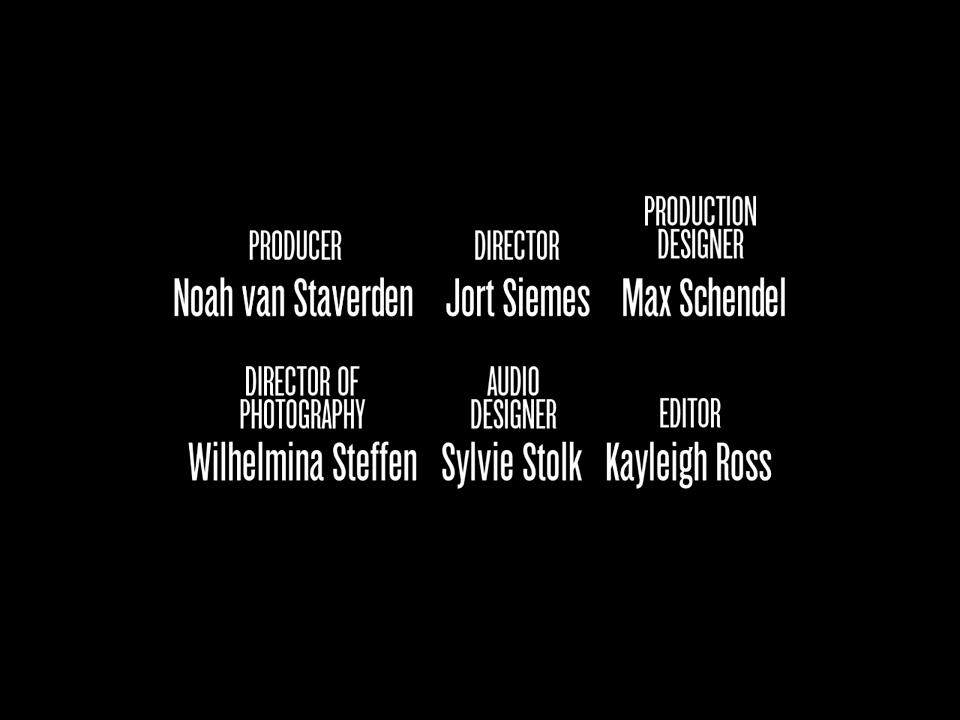 PRODUCER
Noah van Staverden
DIRECTOR
Jort Siemes
PRODUCTION
DESIGNER
Max Schendel
DIRECTOR OF
PHOTOGRAPHY
Wilhelmina Steffen
AUDIO
DESIGNER
Sylvie Stolk
EDITOR
Kayleigh Ross